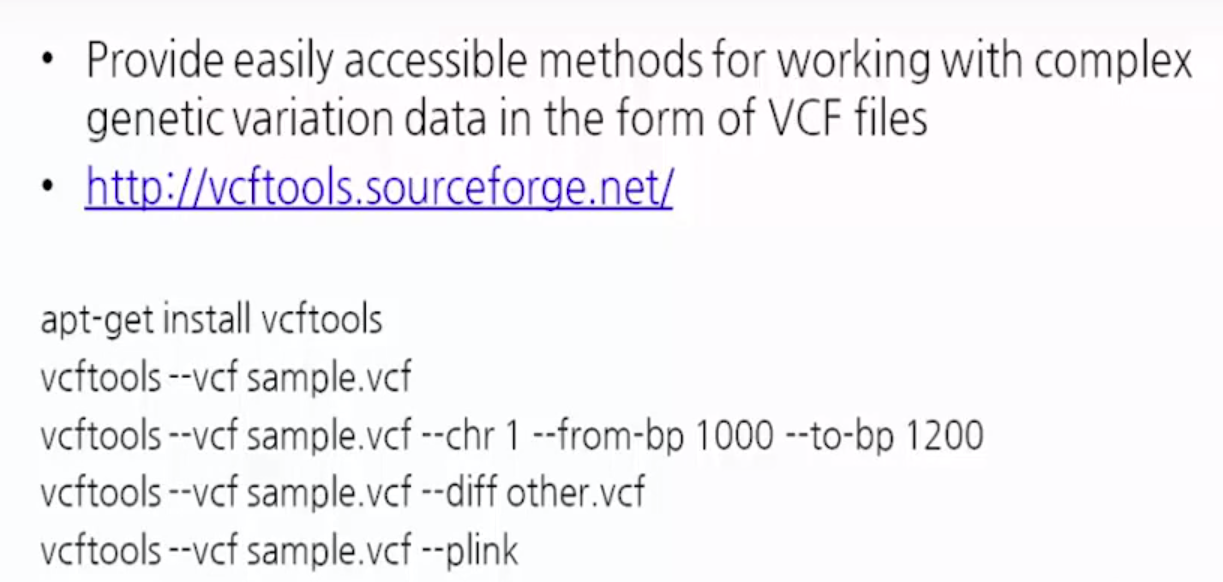 • Provide easily accessible methods for working with complex
genetic variation data in the form of VCF files
• http://vcftools.sourceforge.net/
apt-get install vcftools
vcftools --vcf sample.vcf
vcftools --vcf sample.vcf --chr 1 --from-bp 1000 --to-bp 1200
vcftools --vcf sample.vcf --diff other.vcf
vcftools --vcf sample.vcf --plink